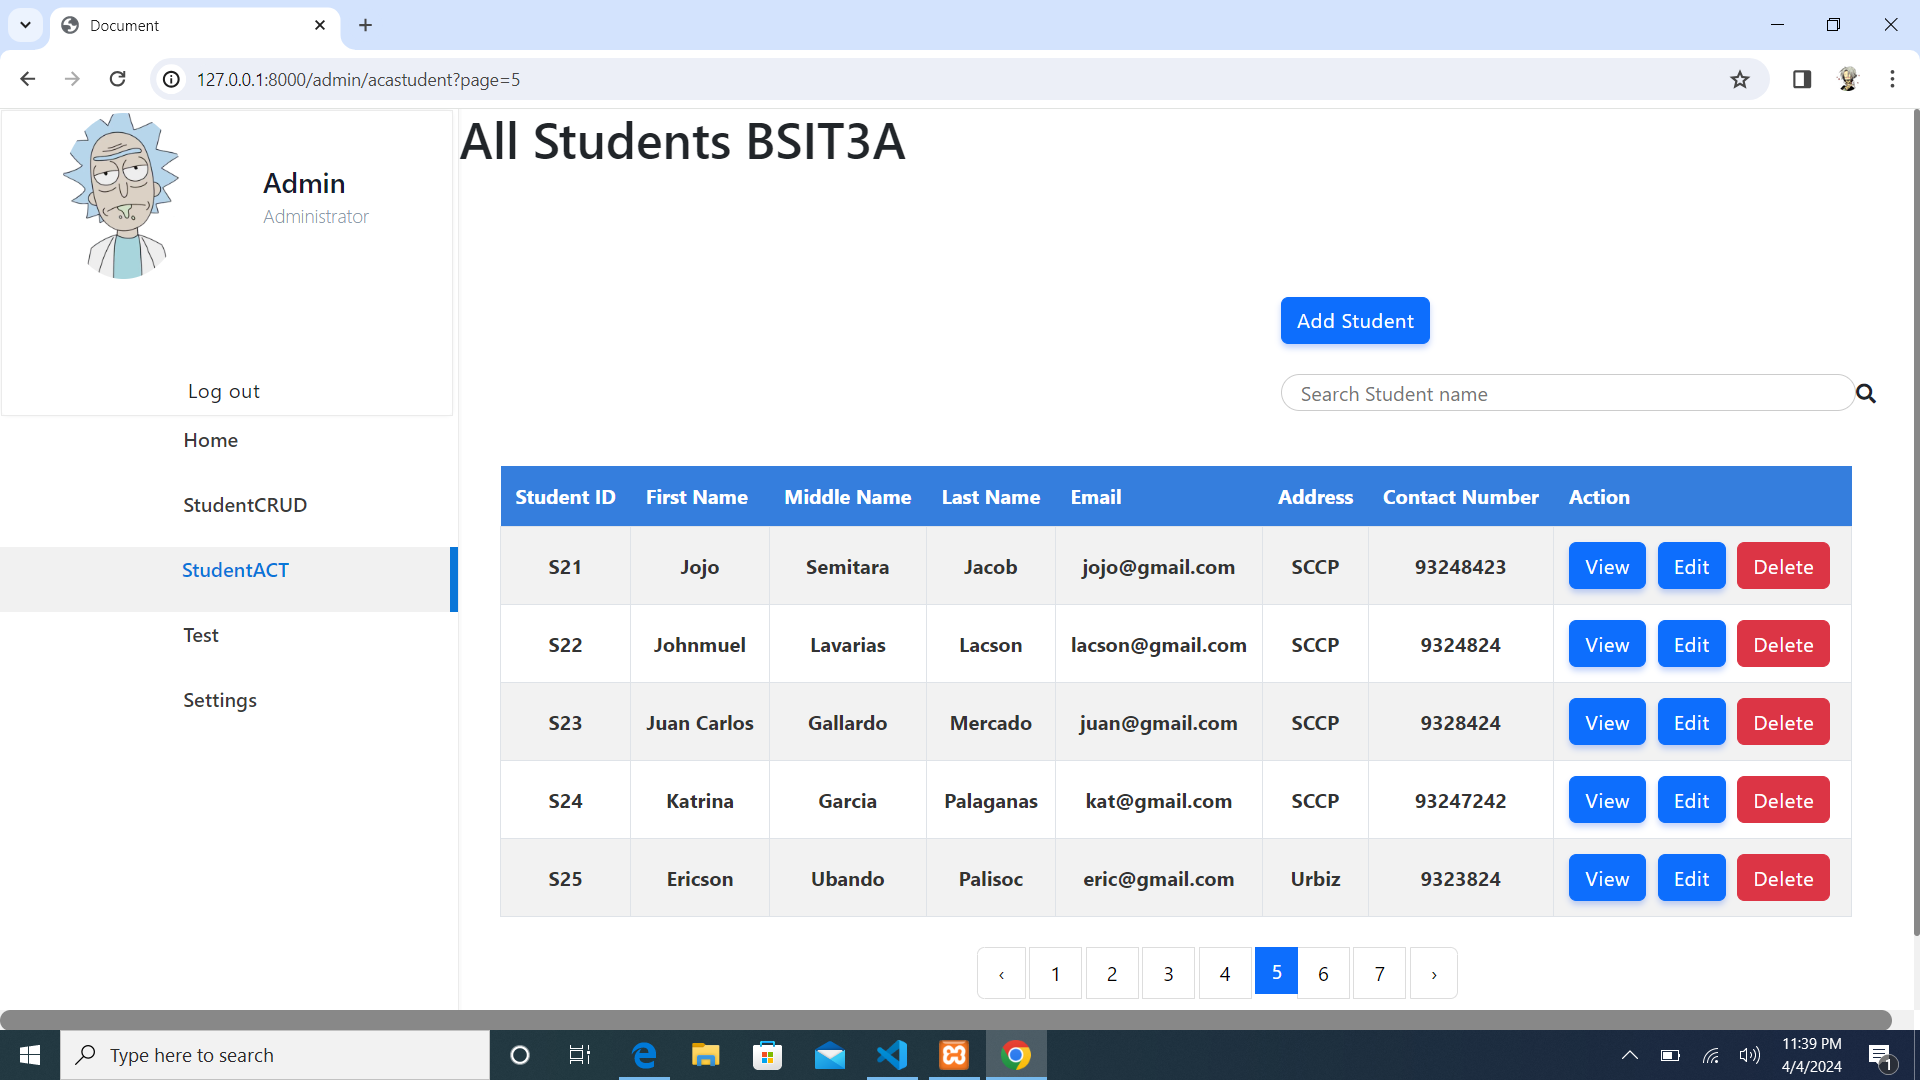 Document
127.0.0.1:8000/admin/acastudent?page=5
All Students BSIT3A
Admin
Administrator
Log out
Home
StudentCRUD
StudentACT
Test
Settings
Add Student
Search Student name
Student ID First Name Middle Name Last Name Email Address Contact Number Action
S21 Jojo Semitara Jacob jojo@gmail.com SCCP 93248423 View Edit Delete
S22 Johnmuel Lavarias Lacson lacson@gmail.com SCCP 9324824 View Edit Delete
S23 Juan Carlos Gallardo Mercado juan@gmail.com SCCP 9328424 View Edit Delete
S24 Katrina Garcia Palaganas kat@gmail.com SCCP 93247242 View Edit Delete
S25 Ericson Ubando Palisoc eric@gmail.com Urbiz 9323824 View Edit Delete
‹ 1 2 3 4 5 6 7 ›
Type here to search
11:39 PM
4/4/2024
1